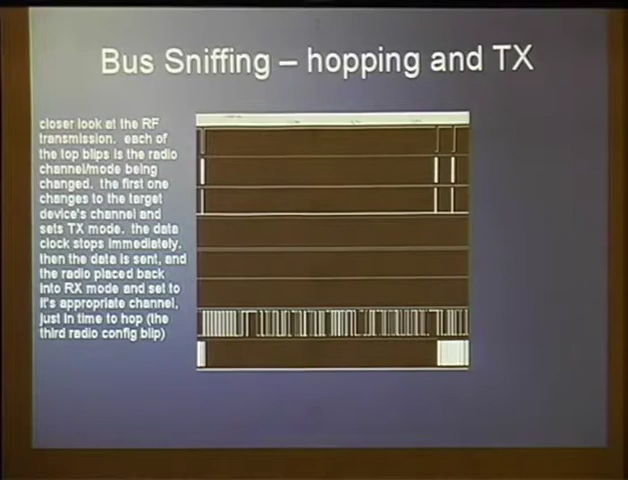 Bus Sniffing – hopping and TX
closer look at the RF
transmission. each of
the top blips is the radio
channel/mode being
changed. the first one
changes to the target
device's channel and
sets TX mode. the data
clock stops immediately.
then the data is sent, and
the radio placed back
into RX mode and set to
it's appropriate channel,
just in time to hop (the
third radio config blip)